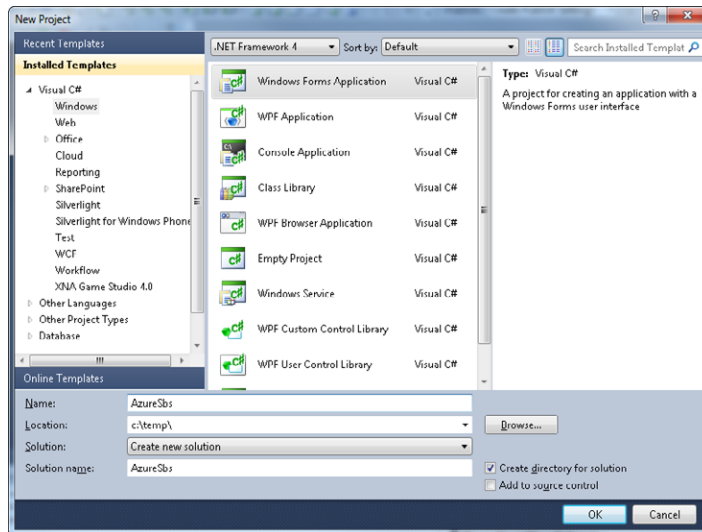 New Project
Recent Templates
Installed Templates
Visual C#
Windows
Web
Office
Cloud
Reporting
SharePoint
Silverlight
Silverlight for Windows Phone
Test
WCF
Workflow
XNA Game Studio 4.0
Other Languages
Other Project Types
Database
Online Templates
.NET Framework 4 Sort by: Default Search Installed Templat
Windows Forms Application Visual C#
WPF Application Visual C#
Console Application Visual C#
Class Library Visual C#
WPF Browser Application Visual C#
Empty Project Visual C#
Windows Service Visual C#
WPF Custom Control Library Visual C#
WPF User Control Library Visual C#
Type: Visual C#
A project for creating an application with a
Windows Forms user interface
Name: AzureSbs
Location: c:\temp\ Browse...
Solution: Create new solution
Solution name: AzureSbs
Create directory for solution
Add to source control
OK Cancel